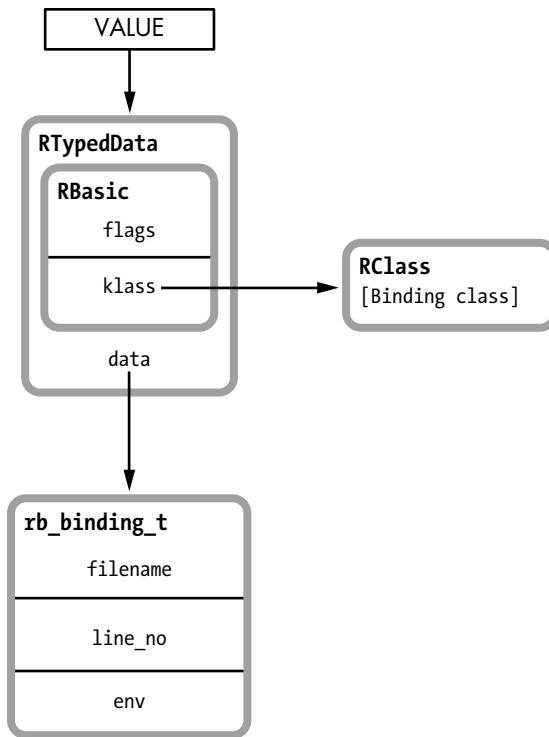 VALUE
RTypedData
RBasic
flags
klass
RClass
[Binding class]
data
rb_binding_t
filename
line_no
env